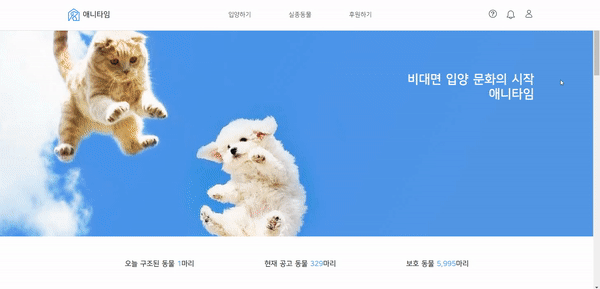 애니타임
입양하기
실종동물
후원하기
비대면 입양 문화의 시작
애니타임
오늘 구조된 동물 1마리
현재 공고 동물 329마리
보호 동물 5,995마리